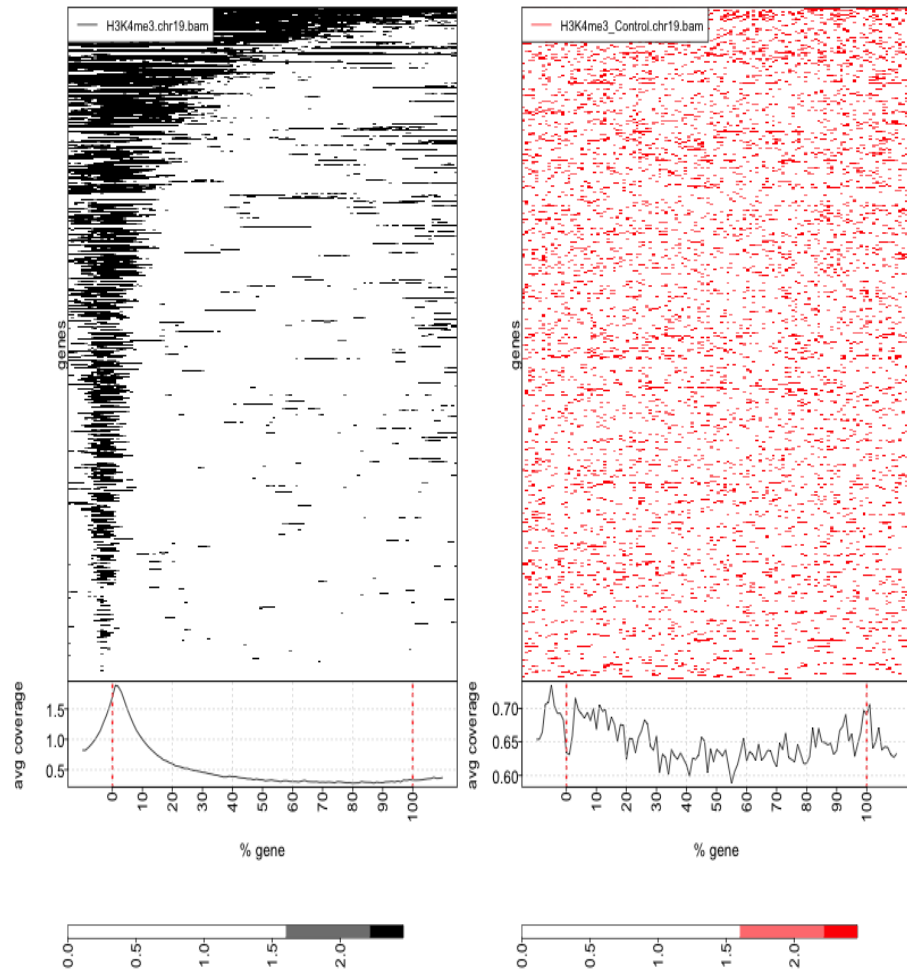 H3K4me3.chr19.bam
genes
avg coverage
1.5
1.0
0.5
0 10 20 30 40 50 60 70 80 90 100
% gene
0.0 0.5 1.0 1.5 2.0
H3K4me3_Control.chr19.bam
genes
avg coverage
0.70
0.65
0.60
0 10 20 30 40 50 60 70 80 90 100
% gene
0.0 0.5 1.0 1.5 2.0